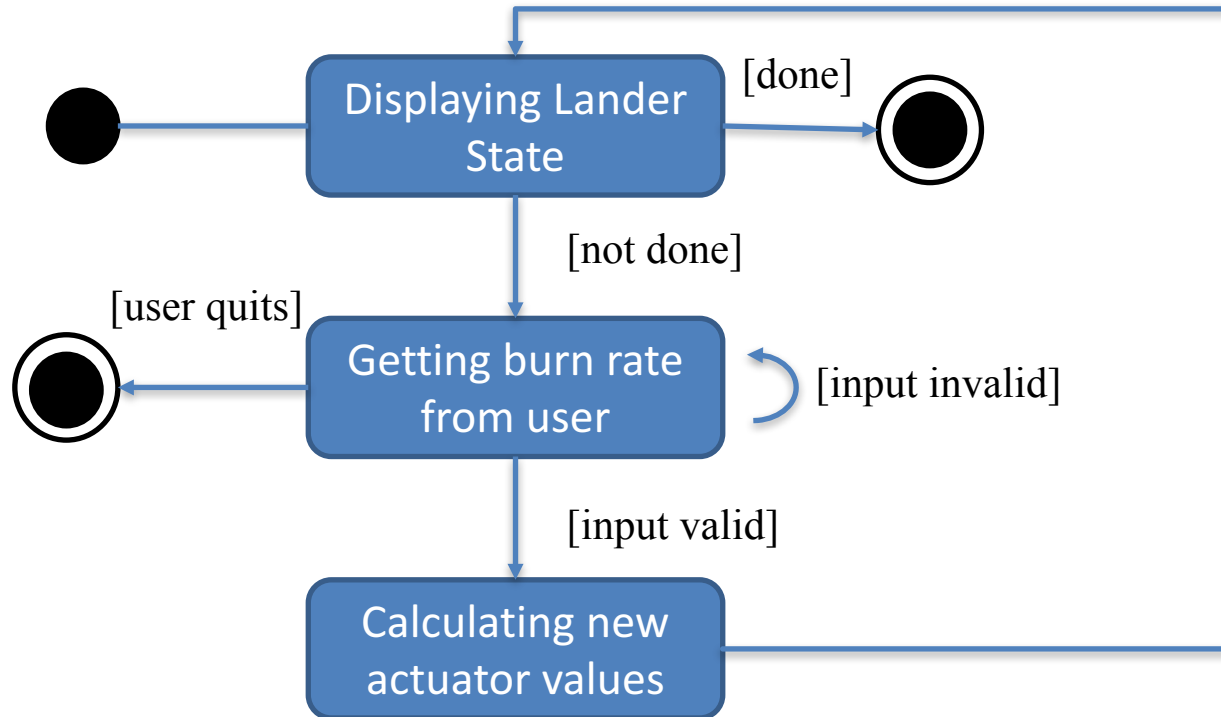 Displaying Lander
State
[done]
[not done]
[user quits]
Getting burn rate
from user
[input invalid]
[input valid]
Calculating new
actuator values